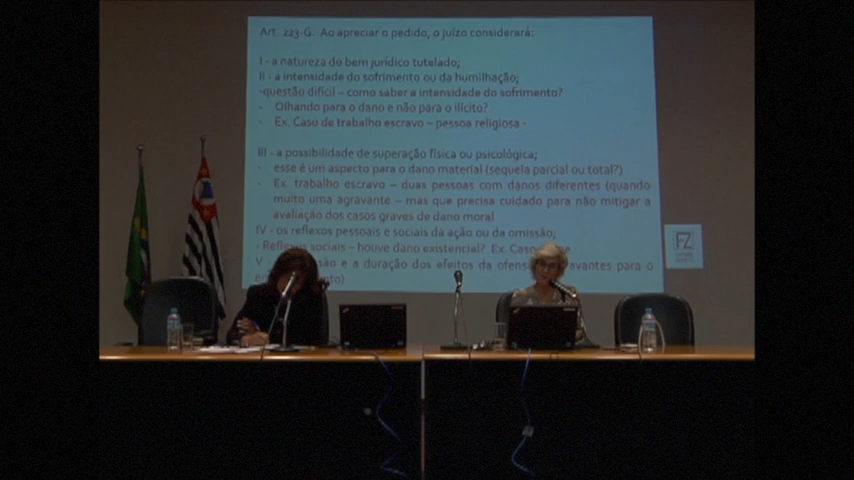 Art. 223-G. Ao apreciar o pedido, o juízo considerará:
I - a natureza do bem jurídico tutelado;
II - a intensidade do sofrimento ou da humilhação;
-questão difícil – como saber a intensidade do sofrimento?
- Olhando para o dano e não para o ilícito?
- Ex. Caso de trabalho escravo – pessoa religiosa -
III - a possibilidade de superação física ou psicológica;
- esse é um aspecto para o dano material (sequela parcial ou total?)
- Ex. trabalho escravo – duas pessoas com danos diferentes (quando
muito uma agravante – mas que precisa cuidado para não mitigar a
avaliação dos casos graves de dano moral
IV - os reflexos pessoais e sociais da ação ou da omissão;
- Reflexos sociais – houve dano existencial? Ex.
V - e a duração dos efeitos da ofensa para o
FZ